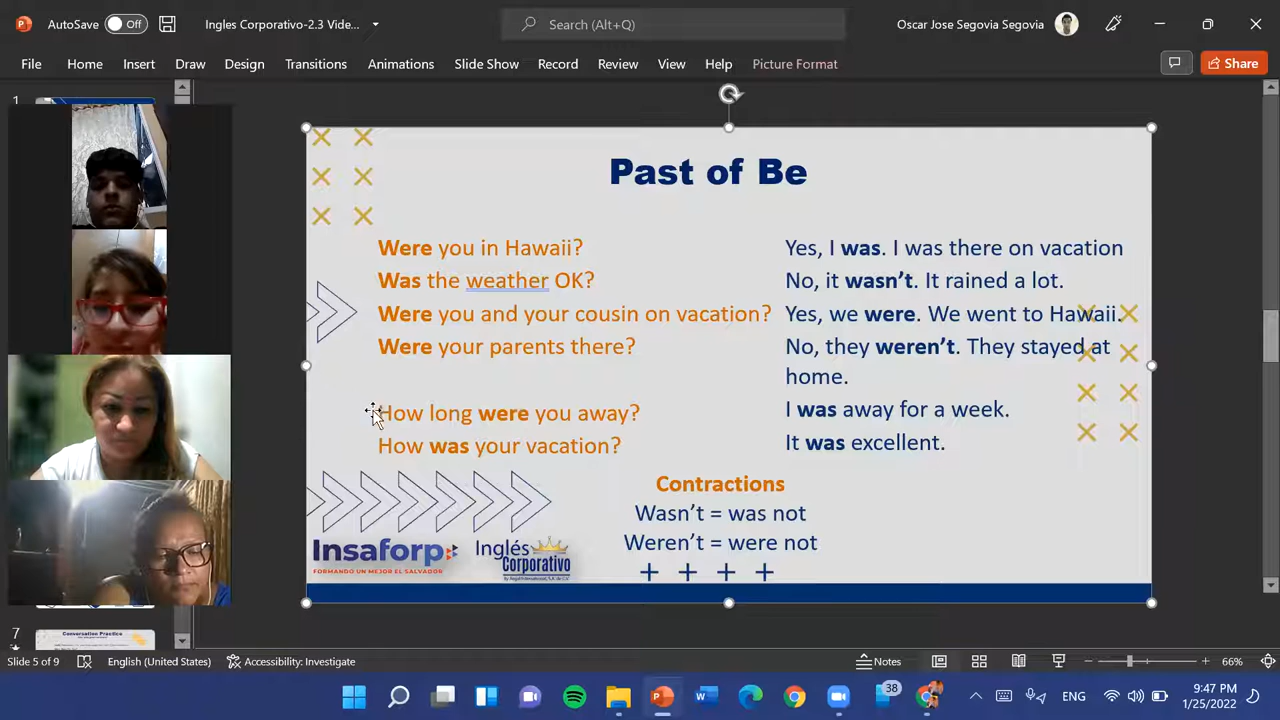 AutoSave Off Ingles Corporativo-2.3 Vide... Search (Alt+Q) Oscar Jose Segovia Segovia
File Home Insert Draw Design Transitions Animations Slide Show Record Review View Help Picture Format Share
1
Past of Be
Were you in Hawaii? Yes, I was. I was there on vacation
Was the weather OK? No, it wasn't. It rained a lot.
Were you and your cousin on vacation? Yes, we were. We went to Hawaii.
Were your parents there? No, they weren't. They stayed at
home.
How long were you away? I was away for a week.
How was your vacation? It was excellent.
Contractions
Wasn't = was not
Weren't = were not
Insaforp Inglés
FORMANDO UN MEJOR EL SALVADOR Corporativo
7 Conversation Practice
Slide 5 of 9 English (United States) Accessibility: Investigate Notes 66%
38 ENG 9:47 PM
1/25/2022